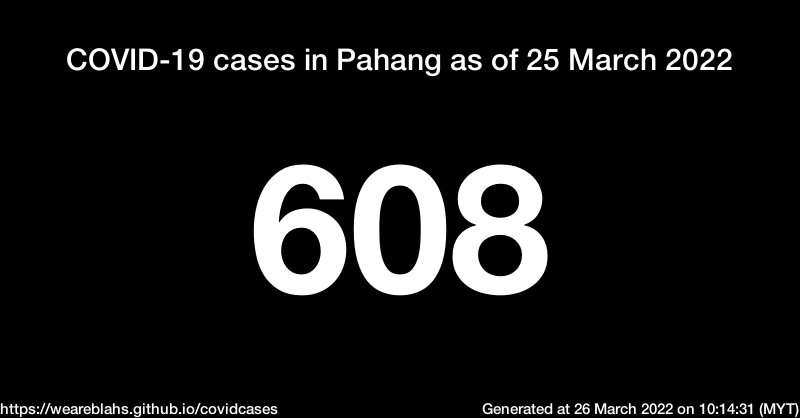 COVID-19 cases in Pahang as of 25 March 2022
608
https://weareblahs.github.io/covidcases
Generated at 26 March 2022 on 10:14:31 (MYT)